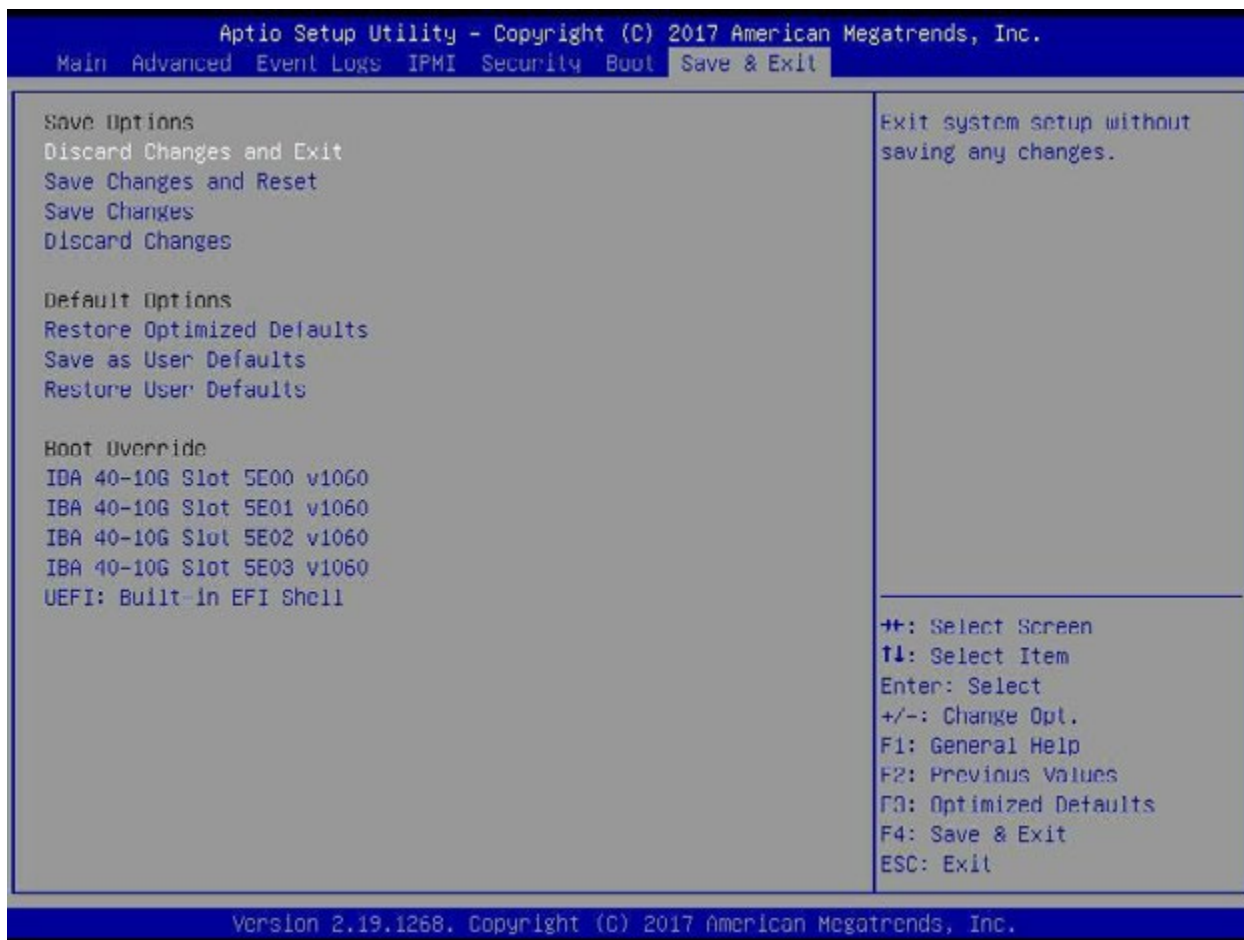 Aptio Setup Utility – Copyright (C) 2017 American Megatrends, Inc.
Main Advanced Event Logs IPMI Security Boot Save & Exit
Save Options
Discard Changes and Exit
Save Changes and Reset
Save Changes
Discard Changes
Default Options
Restore Optimized Defaults
Save as User Defaults
Restore User Defaults
Boot Override
IBA 40-10G Slot 5E00 v1060
IBA 40-10G Slot 5E01 v1060
IBA 40-10G Slot 5E02 v1060
IBA 40-10G Slot 5E03 v1060
UEFI: Built-in EFI Shell
Exit system setup without
saving any changes.
→←: Select Screen
↑↓: Select Item
Enter: Select
+/-: Change Opt.
F1: General Help
F2: Previous Values
F3: Optimized Defaults
F4: Save & Exit
ESC: Exit
Version 2.19.1268. Copyright (C) 2017 American Megatrends, Inc.